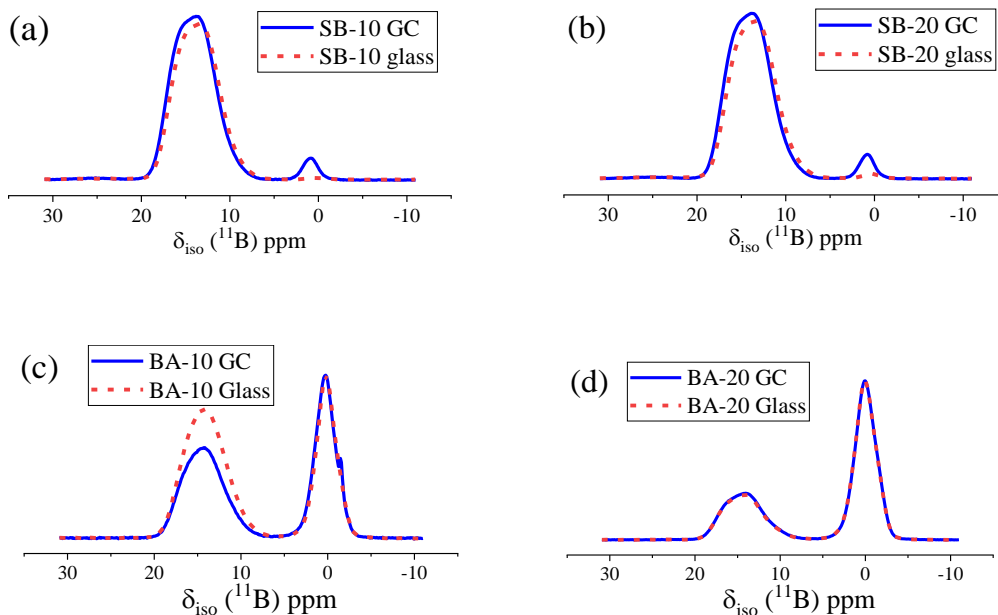 (a)
SB-10 GC
SB-10 glass
30 20 10 0 -10
δiso (11B) ppm
(b)
SB-20 GC
SB-20 glass
30 20 10 0 -10
δiso (11B) ppm
(c)
BA-10 GC
BA-10 Glass
30 20 10 0 -10
δiso (11B) ppm
(d)
BA-20 GC
BA-20 Glass
30 20 10 0 -10
δiso (11B) ppm